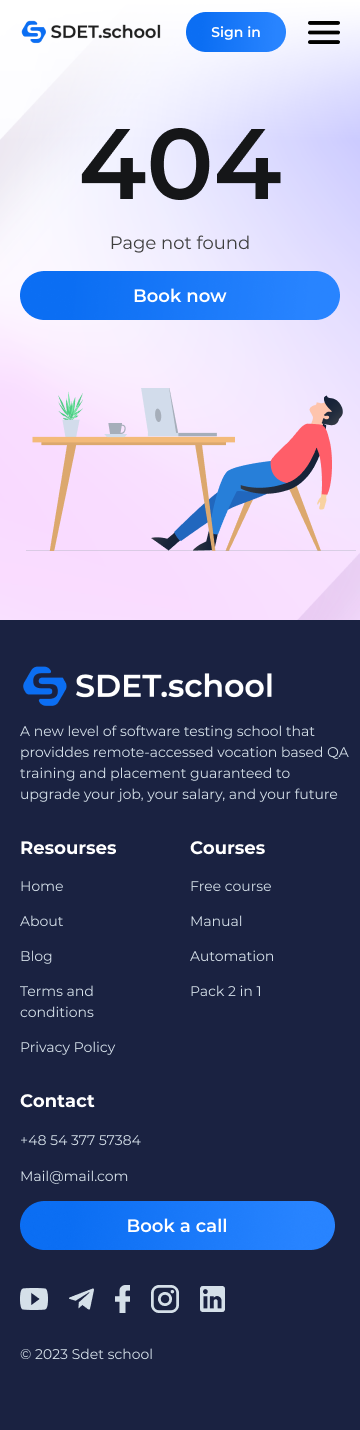 SDET.school
Sign in
404
Page not found
Book now
SDET.school
A new level of software testing school that
providdes remote-accessed vocation based QA
training and placement guaranteed to
upgrade your job, your salary, and your future
Resourses
Home
About
Blog
Terms and
conditions
Privacy Policy
Courses
Free course
Manual
Automation
Pack 2 in 1
Contact
+48 54 377 57384
Mail@mail.com
Book a call
© 2023 Sdet school